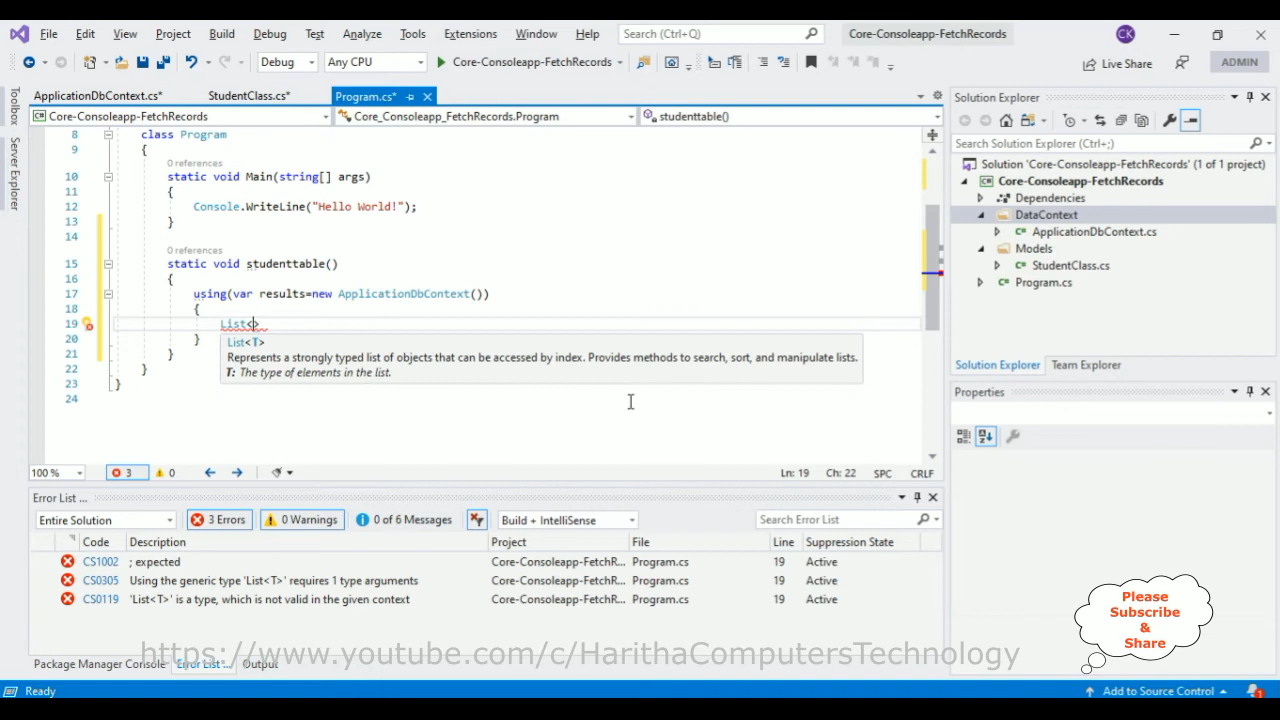 File Edit View Project Build Debug Test Analyze Tools Extensions Window Help Search (Ctrl+Q) Core-Consoleapp-FetchRecords CK
Debug Any CPU Core-Consoleapp-FetchRecords Live Share ADMIN
Toolbox
Server Explorer
ApplicationDbContext.cs* StudentClass.cs* Program.cs*
Core-Consoleapp-FetchRecords Core_Consoleapp_FetchRecords.Program studenttable()
8 class Program
9 {
0 references
10 static void Main(string[] args)
11 {
12 Console.WriteLine("Hello World!");
13 }
14
0 references
15 static void studenttable()
16 {
17 using(var results=new ApplicationDbContext())
18 {
19 List<>
20 }
21 }
22 }
23 }
24
List<T>
Represents a strongly typed list of objects that can be accessed by index. Provides methods to search, sort, and manipulate lists.
T: The type of elements in the list.
100 % 3 0 Ln: 19 Ch: 22 SPC CRLF
Error List ...
Entire Solution 3 Errors 0 Warnings 0 of 6 Messages Build + IntelliSense Search Error List
Code Description Project File Line Suppression State
CS1002 ; expected Core-Consoleapp-FetchR... Program.cs 19 Active
CS0305 Using the generic type 'List<T>' requires 1 type arguments Core-Consoleapp-FetchR... Program.cs 19 Active
CS0119 'List<T>' is a type, which is not valid in the given context Core-Consoleapp-FetchR... Program.cs 19 Active
Package Manager Console Error List ... Output
Solution Explorer
Search Solution Explorer (Ctrl+;)
Solution 'Core-Consoleapp-FetchRecords' (1 of 1 project)
Core-Consoleapp-FetchRecords
Dependencies
DataContext
ApplicationDbContext.cs
Models
StudentClass.cs
Program.cs
Solution Explorer Team Explorer
Properties
Please
Subscribe
&
Share
https://www.youtube.com/c/HarithaComputersTechnology
Ready Add to Source Control 1